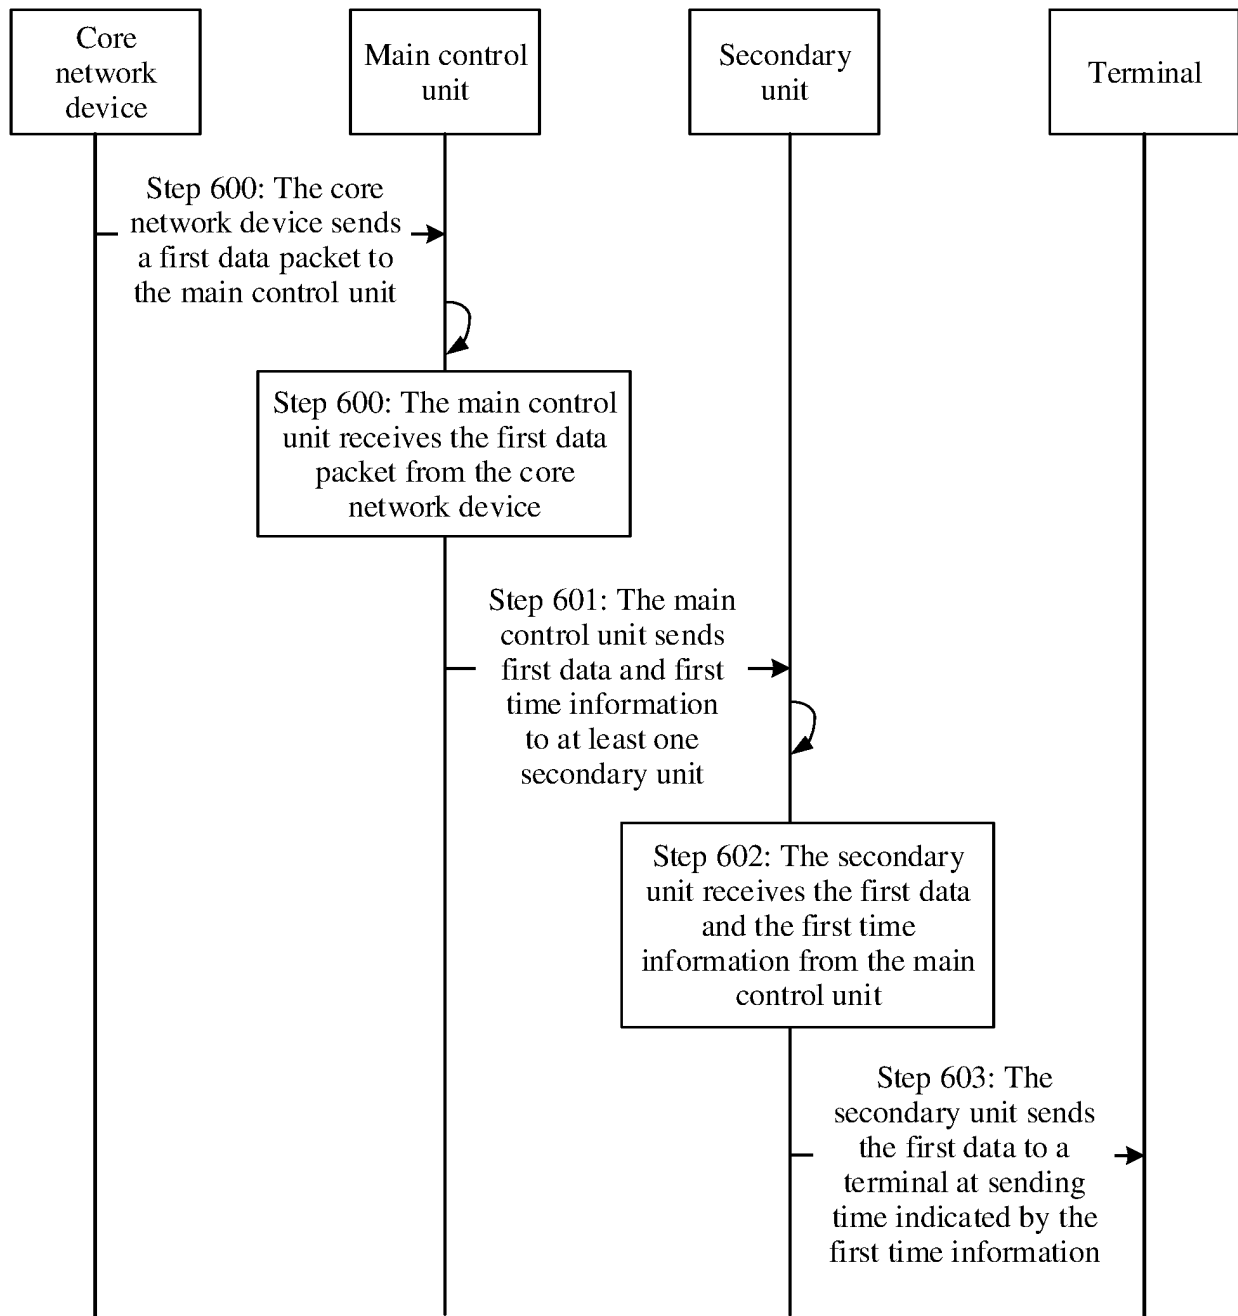 Core
network
device
Main control
unit
Secondary
unit
Terminal
Step 600: The core
network device sends
a first data packet to
the main control unit
Step 600: The main control
unit receives the first data
packet from the core
network device
Step 601: The main
control unit sends
first data and first
time information
to at least one
secondary unit
Step 602: The secondary
unit receives the first data
and the first time
information from the main
control unit
Step 603: The
secondary unit sends
the first data to a
terminal at sending
time indicated by the
first time information